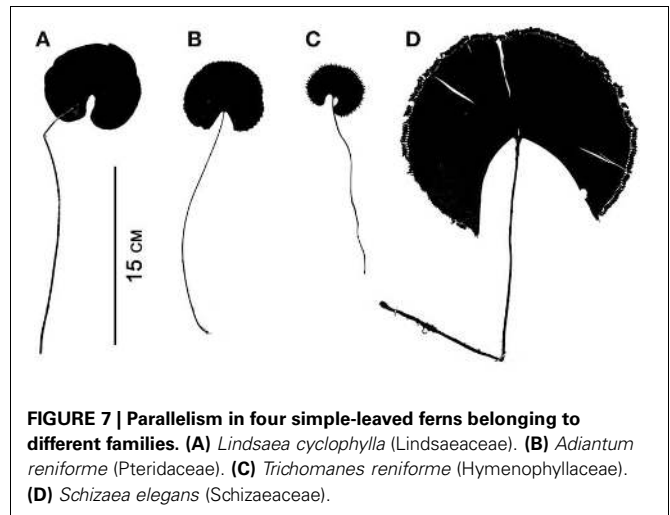 A B C D
15 CM
FIGURE 7 | Parallelism in four simple-leaved ferns belonging to
different families. (A) Lindsaea cyclophylla (Lindsaeaceae). (B) Adiantum
reniforme (Pteridaceae). (C) Trichomanes reniforme (Hymenophyllaceae).
(D) Schizaea elegans (Schizaeaceae).